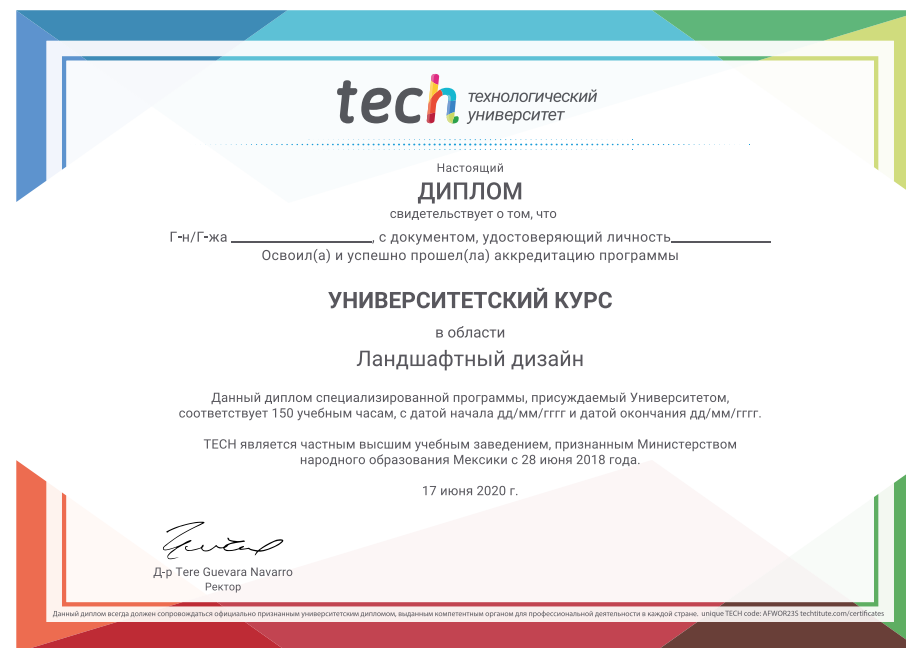 tech технологический
университет
Настоящий
ДИПЛОМ
свидетельствует о том, что
Г-н/Г-жа ____________________, с документом, удостоверяющий личность______________
Освоил(а) и успешно прошел(ла) аккредитацию программы
УНИВЕРСИТЕТСКИЙ КУРС
в области
Ландшафтный дизайн
Данный диплом специализированной программы, присуждаемый Университетом,
соответствует 150 учебным часам, с датой начала дд/мм/гггг и датой окончания дд/мм/гггг.
TECH является частным высшим учебным заведением, признанным Министерством
народного образования Мексики с 28 июня 2018 года.
17 июня 2020 г.
Д-р Tere Guevara Navarro
Ректор
Данный диплом всегда должен сопровождаться официально признанным университетским дипломом, выданным компетентным органом для профессиональной деятельности в каждой стране. unique TECH code: AFWOR23S techtitute.com/certificates